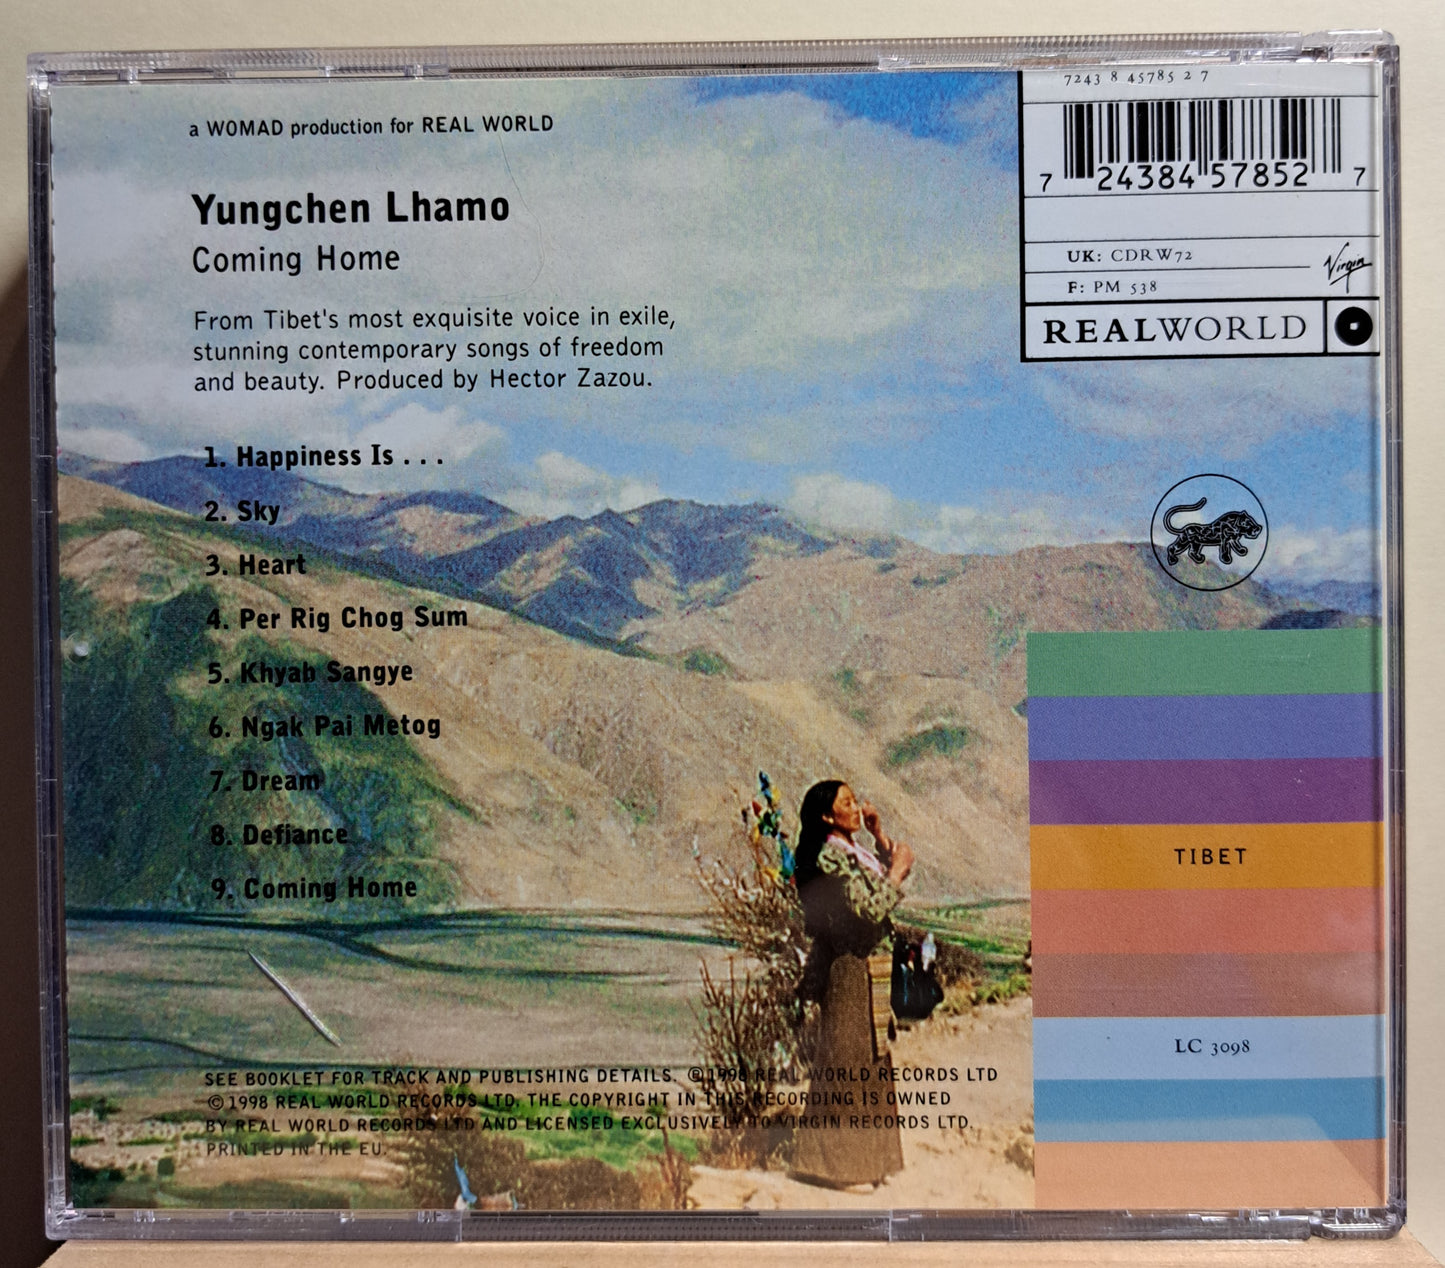 a WOMAD production for REAL WORLD
Yungchen Lhamo
Coming Home
From Tibet's most exquisite voice in exile,
stunning contemporary songs of freedom
and beauty. Produced by Hector Zazou.
1. Happiness Is . . .
2. Sky
3. Heart
4. Per Rig Chog Sum
5. Khyab Sangye
6. Ngak Pai Metog
7. Dream
8. Defiance
9. Coming Home
SEE BOOKLET FOR TRACK AND PUBLISHING DETAILS. ℗1998 REAL WORLD RECORDS LTD
©1998 REAL WORLD RECORDS LTD. THE COPYRIGHT IN THIS RECORDING IS OWNED
BY REAL WORLD RECORDS LTD AND LICENSED EXCLUSIVELY TO VIRGIN RECORDS LTD.
PRINTED IN THE EU.
7243 8 45785 2 7
7 24384 57852 7
UK: CDRW72
Virgin
F: PM 538
REALWORLD
TIBET
LC 3098